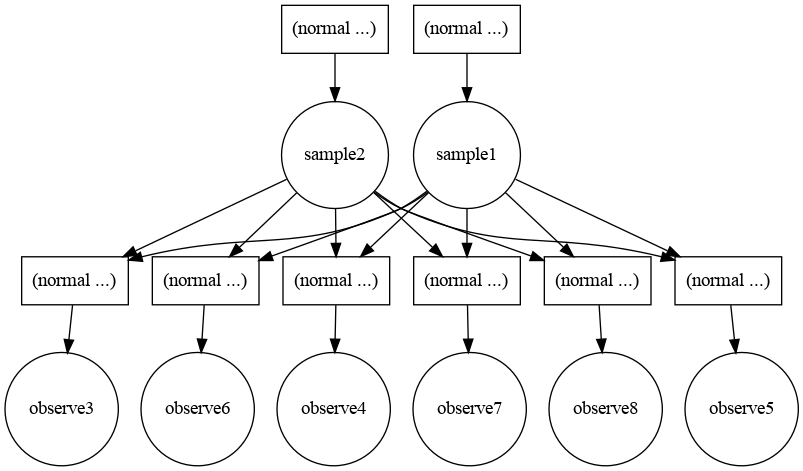 (normal ...)
(normal ...)
sample2
sample1
(normal ...)
(normal ...)
(normal ...)
(normal ...)
(normal ...)
(normal ...)
observe3
observe6
observe4
observe7
observe8
observe5